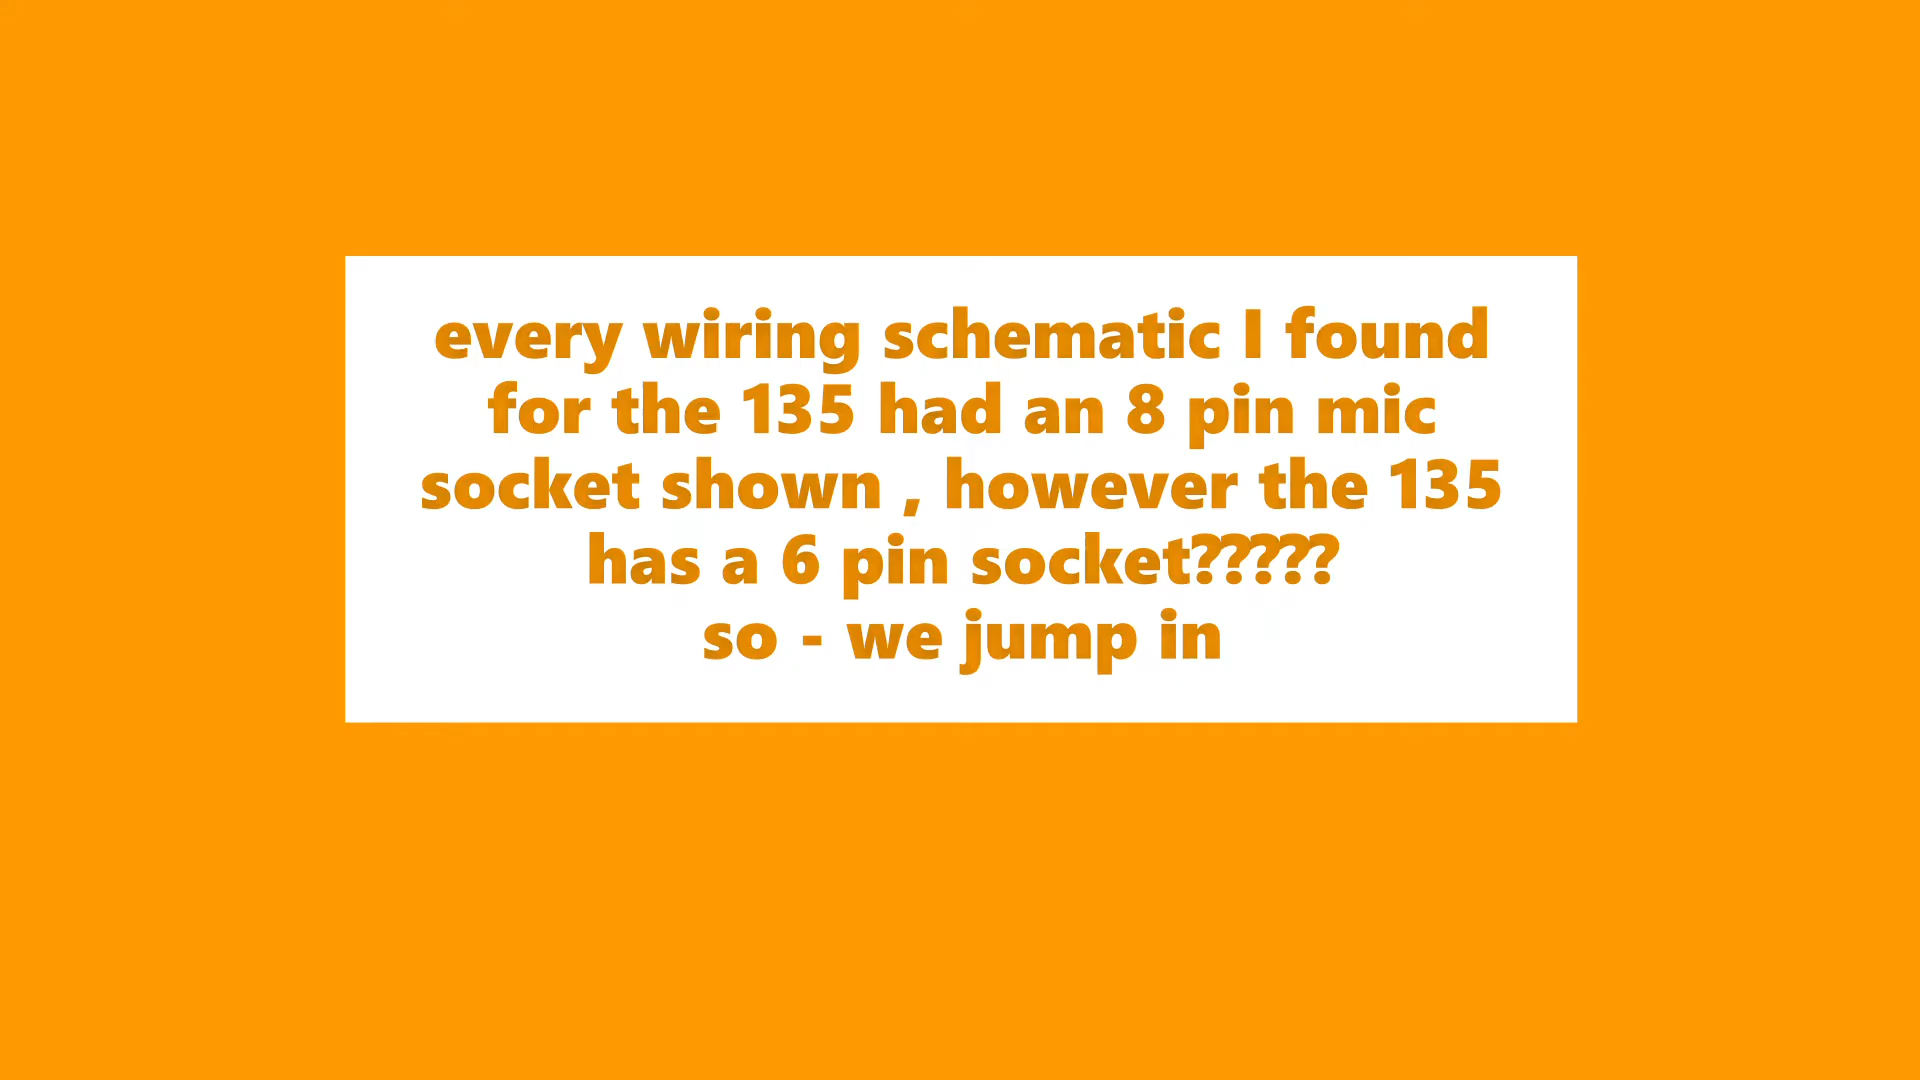 every wiring schematic I found
for the 135 had an 8 pin mic
socket shown , however the 135
has a 6 pin socket?????
so - we jump in